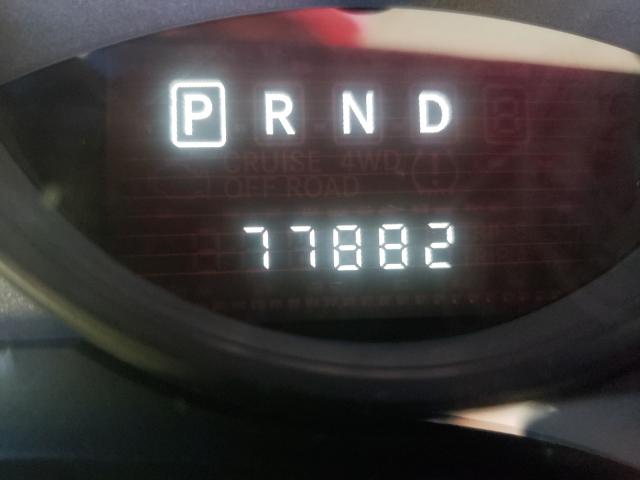 P R N D
CRUISE 4WD
OFF ROAD
77882